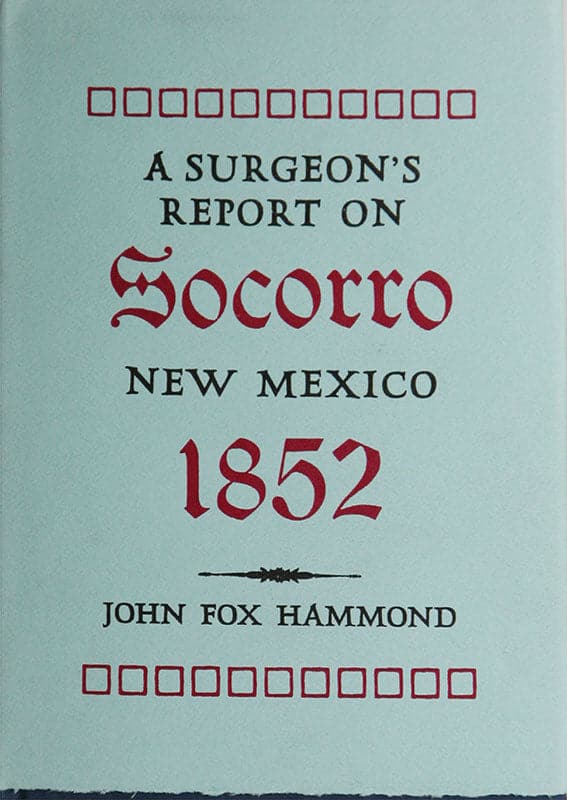 A SURGEON'S
REPORT ON
Socorro
NEW MEXICO
1852
JOHN FOX HAMMOND